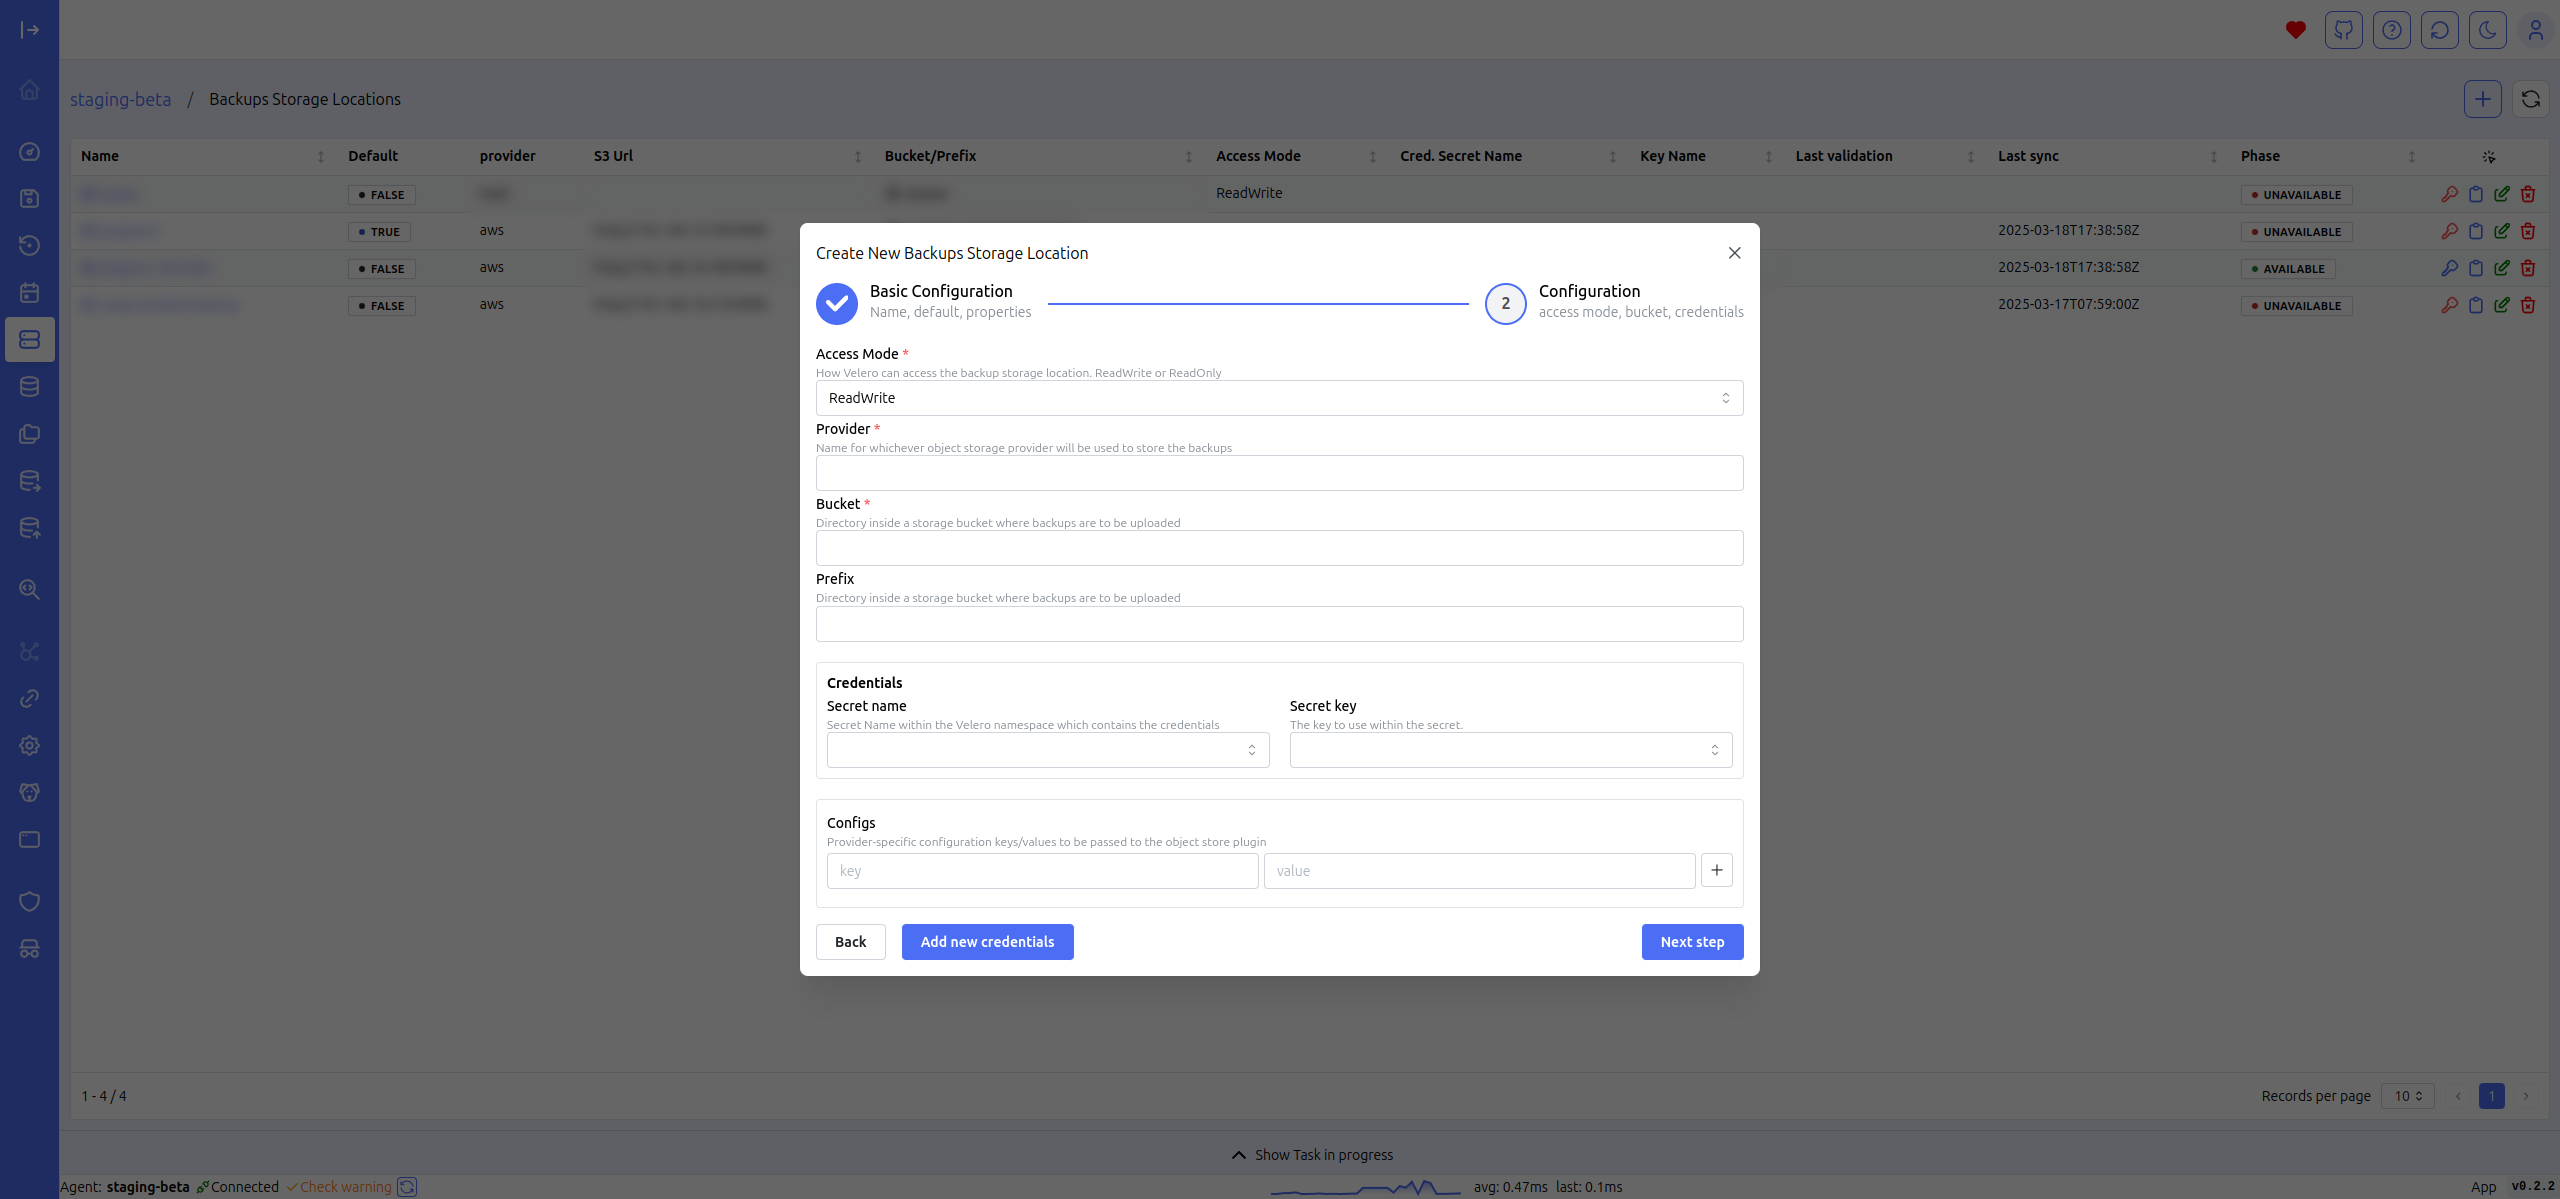 staging-beta / Backups Storage Locations
Name Default provider S3 Url Bucket/Prefix Access Mode Cred. Secret Name Key Name Last validation Last sync Phase
FALSE ReadWrite UNAVAILABLE
TRUE aws 2025-03-18T17:38:58Z UNAVAILABLE
FALSE aws 2025-03-18T17:38:58Z AVAILABLE
FALSE aws 2025-03-17T07:59:00Z UNAVAILABLE
Create New Backups Storage Location
Basic Configuration
Name, default, properties
2
Configuration
access mode, bucket, credentials
Access Mode *
How Velero can access the backup storage location. ReadWrite or ReadOnly
ReadWrite
Provider *
Name for whichever object storage provider will be used to store the backups
Bucket *
Directory inside a storage bucket where backups are to be uploaded
Prefix
Directory inside a storage bucket where backups are to be uploaded
Credentials
Secret name
Secret Name within the Velero namespace which contains the credentials
Secret key
The key to use within the secret.
Configs
Provider-specific configuration keys/values to be passed to the object store plugin
key value
Back Add new credentials Next step
1 - 4 / 4
Records per page 10 1
Show Task in progress
Agent: staging-beta Connected Check warning
avg: 0.47ms last: 0.1ms
App v0.2.2